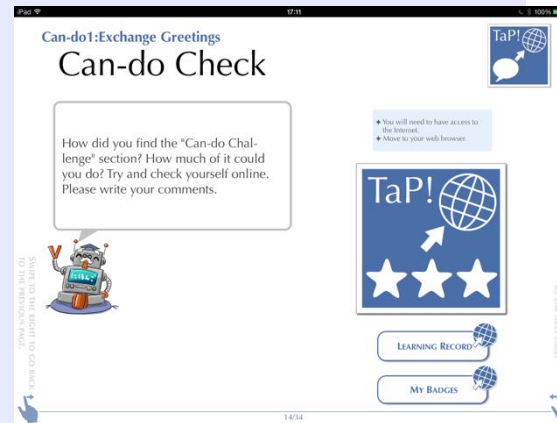 iPad
17:11
100%
Can-do1:Exchange Greetings
Can-do Check
TaP!
How did you find the "Can-do Chal-
lenge" section? How much of it could
you do? Try and check yourself online.
Please write your comments.
+ You will need to have access to
the Internet.
+ Move to your web browser.
TaP!
SWIPE TO THE RIGHT TO GO BACK
TO THE PREVIOUS PAGE.
LEARNING RECORD
MY BADGES
14/34